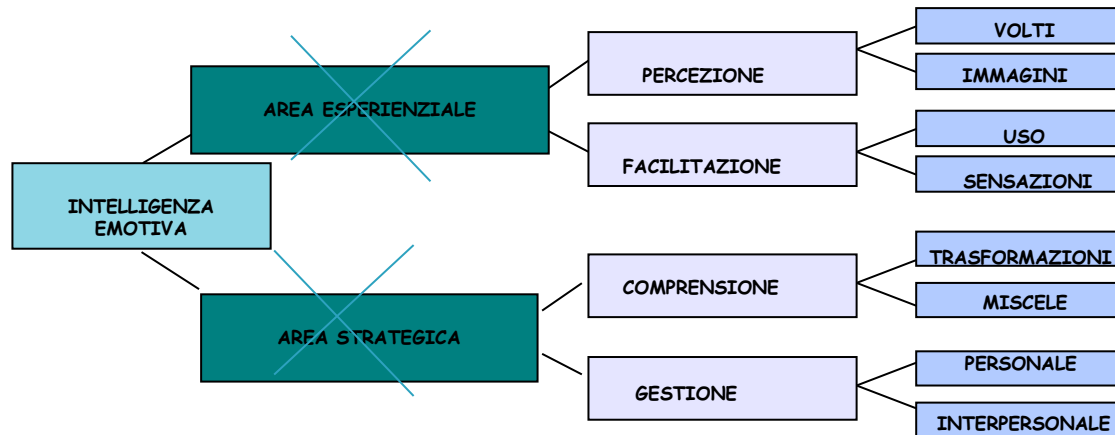 VOLTI
PERCEZIONE
IMMAGINI
AREA ESPERIENZIALE
USO
FACILITAZIONE
SENSAZIONI
INTELLIGENZA
EMOTIVA
TRASFORMAZIONI
COMPRENSIONE
MISCELE
AREA STRATEGICA
PERSONALE
GESTIONE
INTERPERSONALE